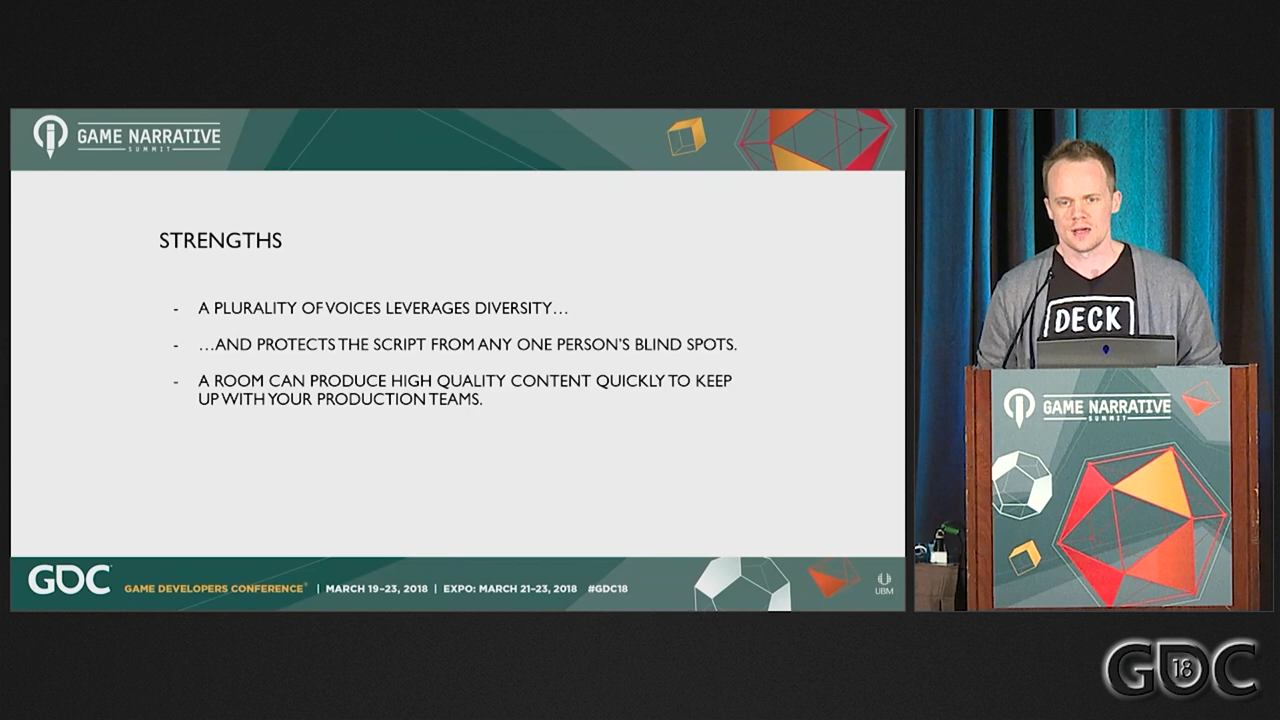 GAME NARRATIVE
SUMMIT
STRENGTHS
- A PLURALITY OF VOICES LEVERAGES DIVERSITY…
- …AND PROTECTS THE SCRIPT FROM ANY ONE PERSON'S BLIND SPOTS.
- A ROOM CAN PRODUCE HIGH QUALITY CONTENT QUICKLY TO KEEP
UP WITH YOUR PRODUCTION TEAMS.
GDC
GAME DEVELOPERS CONFERENCE® | MARCH 19–23, 2018 | EXPO: MARCH 21–23, 2018 #GDC18
UBM
DECK
GAME NARRATIVE
SUMMIT
GDC
18